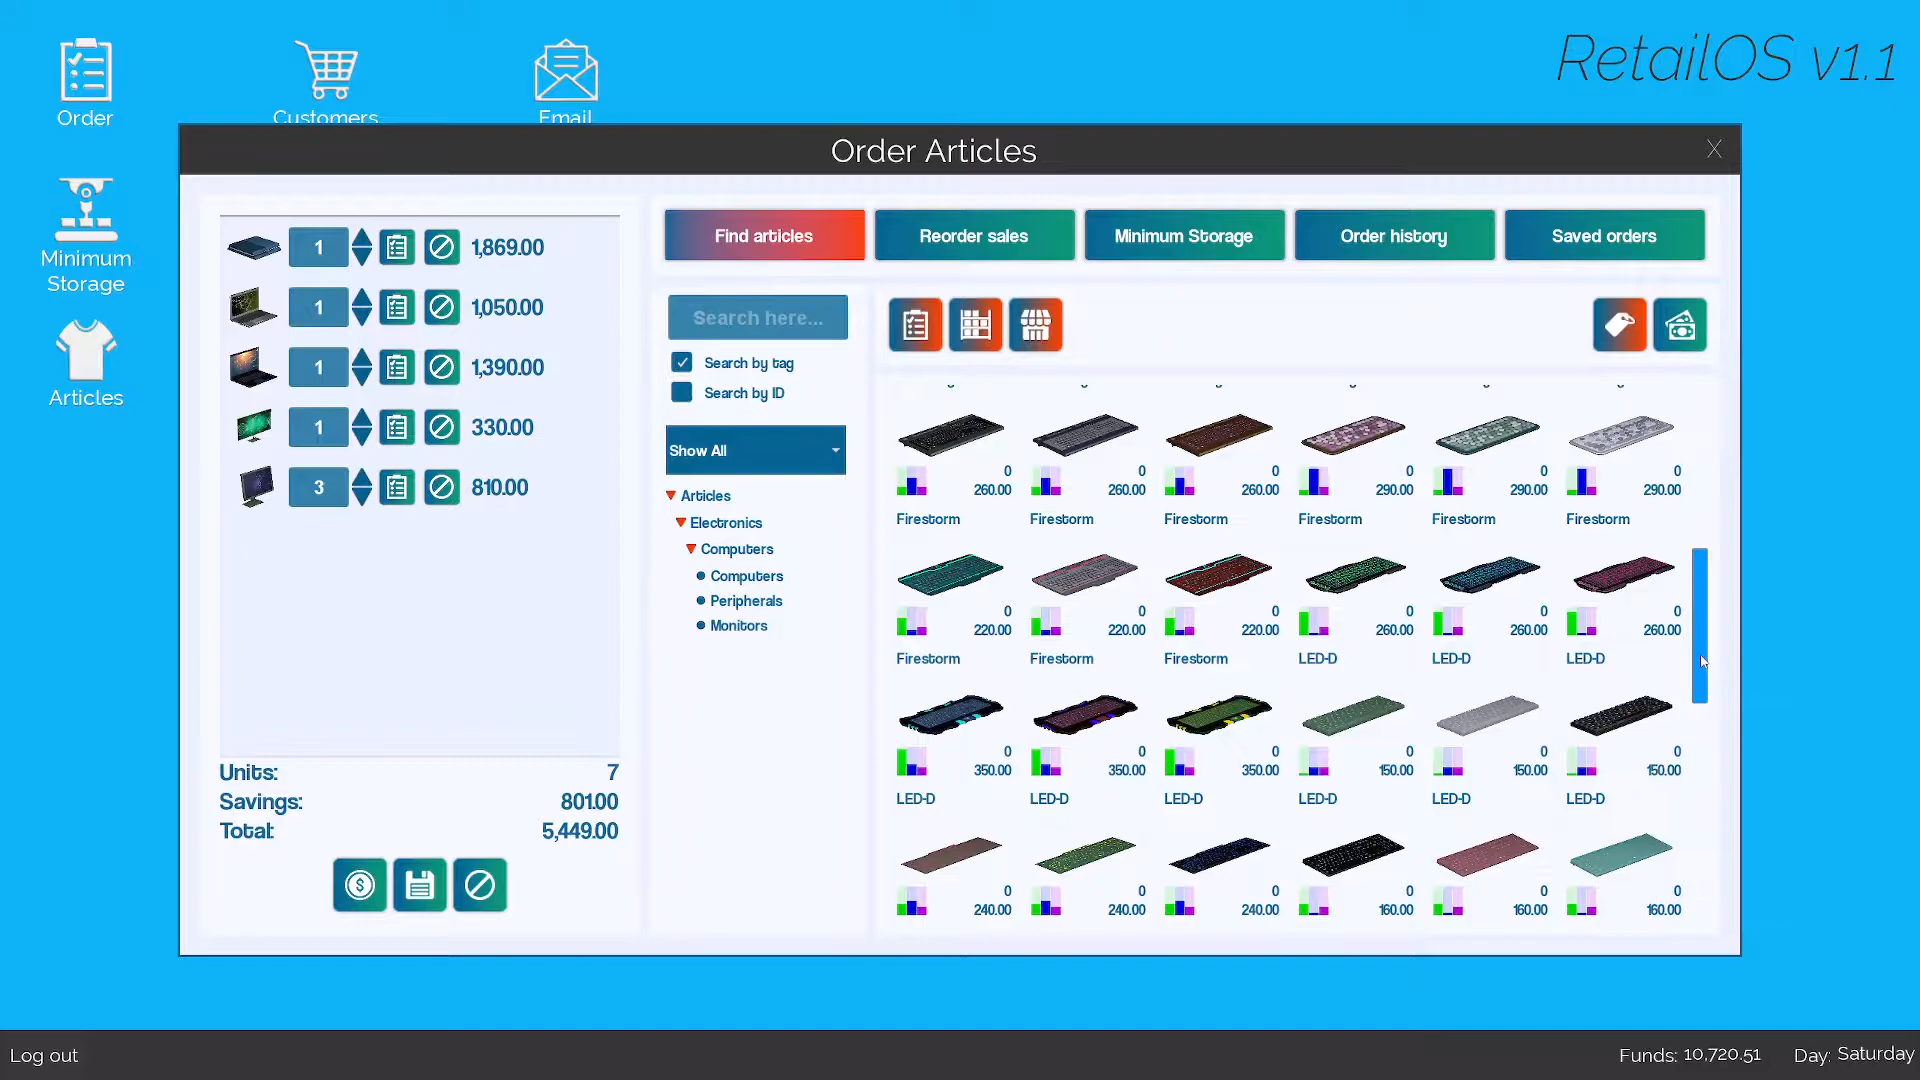 RetailOS v1.1
Order
Customers
Email
Minimum
Storage
Articles
Order Articles
X
1 1,869.00
1 1,050.00
1 1,390.00
1 330.00
3 810.00
Units: 7
Savings: 801.00
Total: 5,449.00
Find articles
Reorder sales
Minimum Storage
Order history
Saved orders
Search here...
Search by tag
Search by ID
Show All
Articles
Electronics
Computers
Computers
Peripherals
Monitors
0 0 0 0 0 0
260.00 260.00 260.00 290.00 290.00 290.00
Firestorm Firestorm Firestorm Firestorm Firestorm Firestorm
0 0 0 0 0 0
220.00 220.00 220.00 260.00 260.00 260.00
Firestorm Firestorm Firestorm LED-D LED-D LED-D
0 0 0 0 0 0
350.00 350.00 350.00 150.00 150.00 150.00
LED-D LED-D LED-D LED-D LED-D LED-D
0 0 0 0 0 0
240.00 240.00 240.00 160.00 160.00 160.00
Log out
Funds: 10,720.51
Day: Saturday